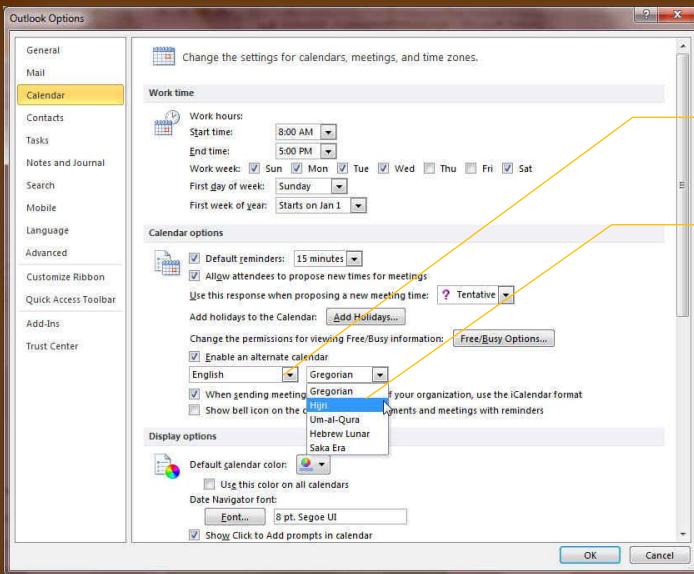 Outlook Options
General
Mail
Calendar
Contacts
Tasks
Notes and Journal
Search
Mobile
Language
Advanced
Customize Ribbon
Quick Access Toolbar
Add-Ins
Trust Center
Change the settings for calendars, meetings, and time zones.
Work time
Work hours:
Start time: 8:00 AM
End time: 5:00 PM
Work week: Sun Mon Tue Wed Thu Fri Sat
First day of week: Sunday
First week of year: Starts on Jan 1
Calendar options
Default reminders: 15 minutes
Allow attendees to propose new times for meetings
Use this response when proposing a new meeting time: ? Tentative
Add holidays to the Calendar: Add Holidays...
Change the permissions for viewing Free/Busy information: Free/Busy Options...
Enable an alternate calendar
English Gregorian
Gregorian
Hijri
Um-al-Qura
Hebrew Lunar
Saka Era
When sending meeting f your organization, use the iCalendar format
Show bell icon on the c ments and meetings with reminders
Display options
Default calendar color:
Use this color on all calendars
Date Navigator font:
Font... 8 pt. Segoe UI
Show Click to Add prompts in calendar
OK Cancel